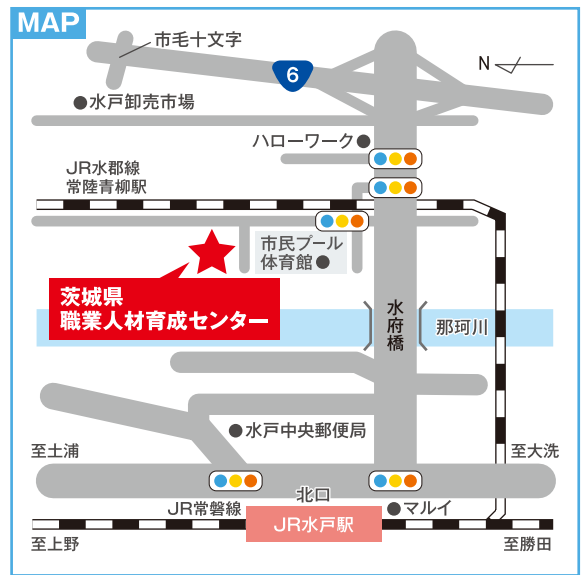 MAP
市毛十文字
6
N
水戸卸売市場
ハローワーク
JR水郡線
常陸青柳駅
市民プール
体育館
茨城県
職業人材育成センター
水府橋
那珂川
水戸中央郵便局
至土浦
至大洗
北口
JR常磐線
マルイ
JR水戸駅
至上野
至勝田